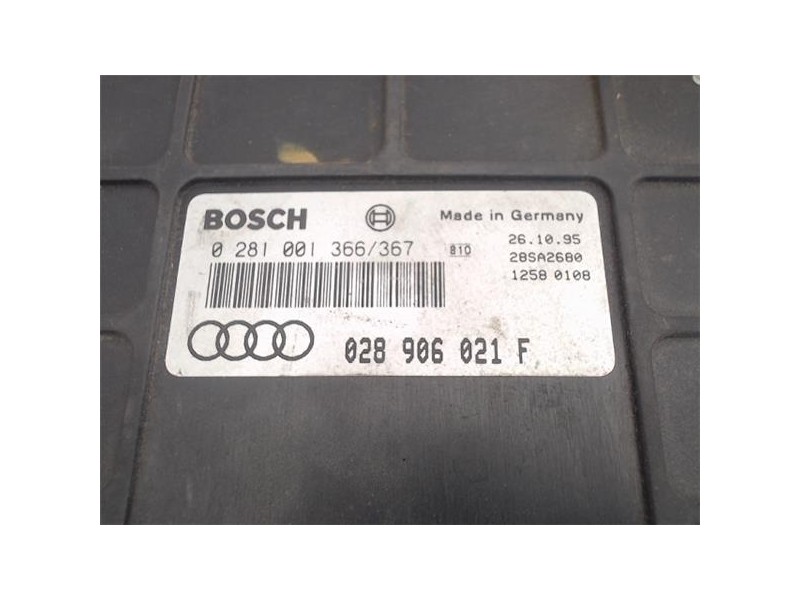 BOSCH
Made in Germany
0 281 001 366/367
810
26.10.95
28SA2680
1258 0108
028 906 021 F